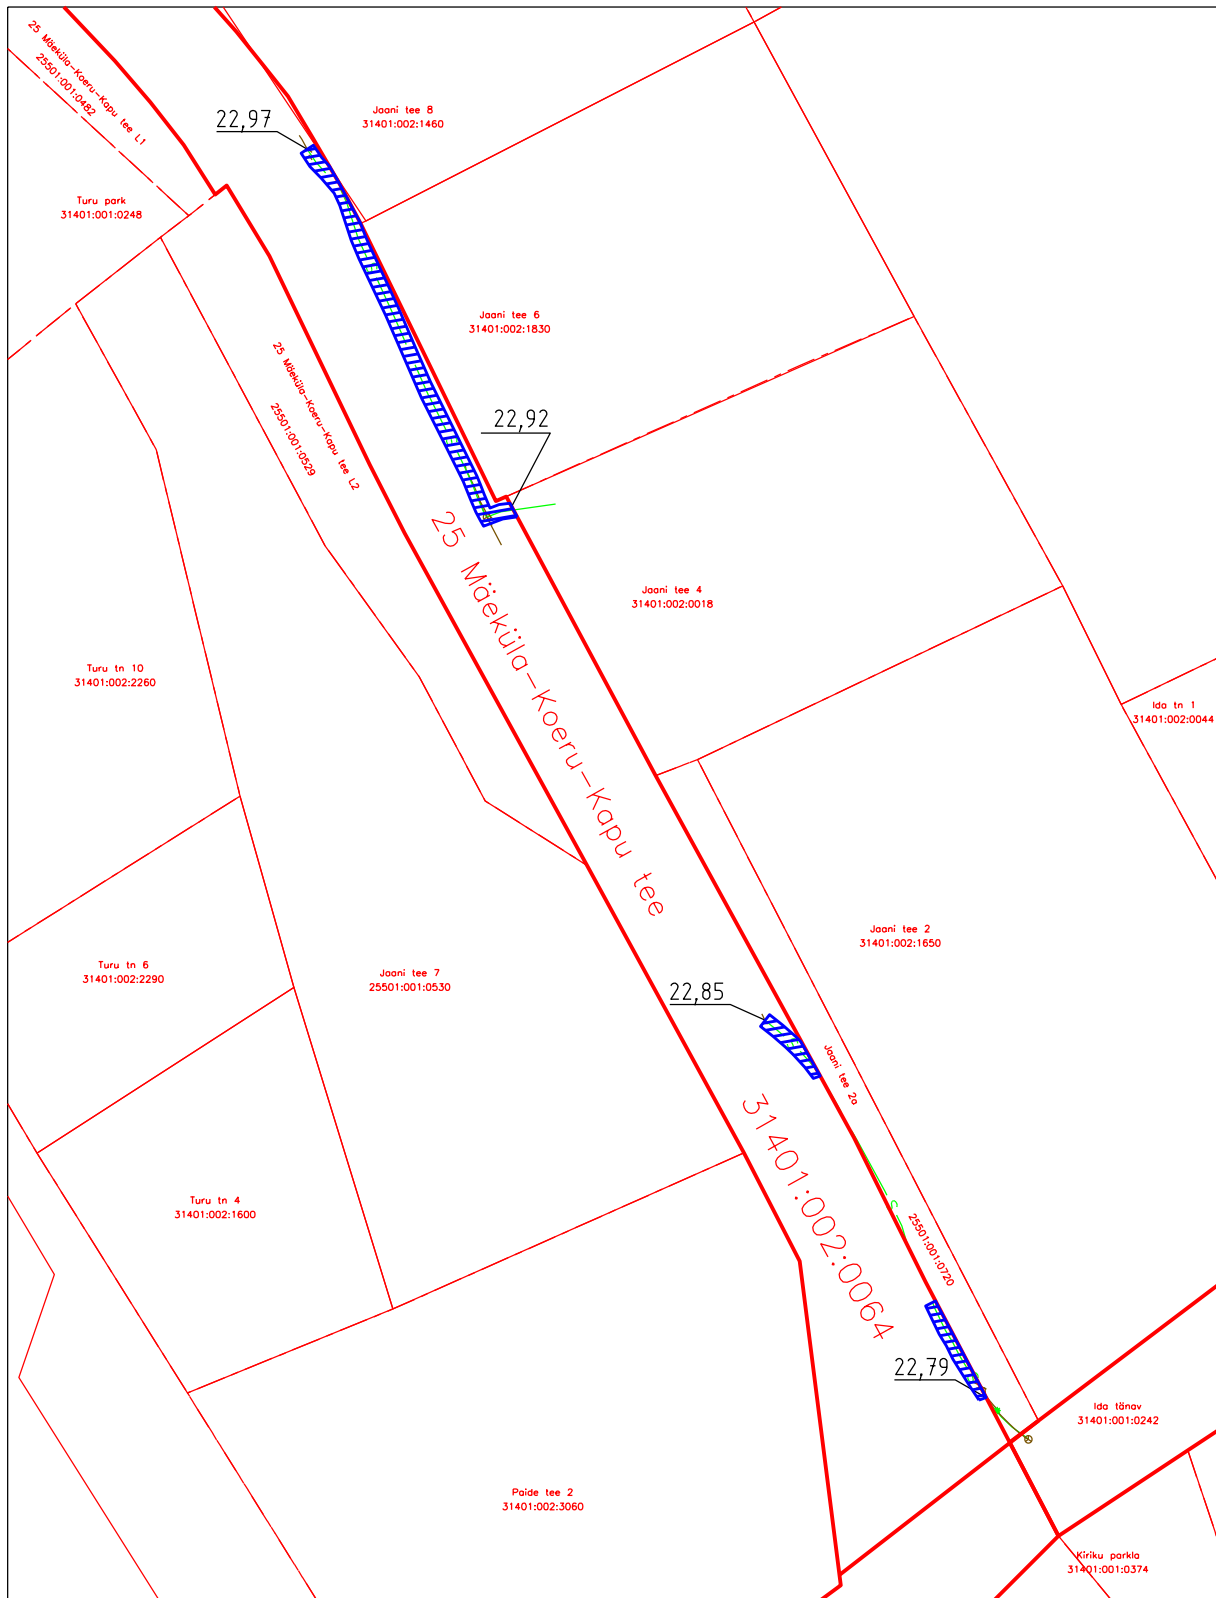 25 Mäeküla-Koeru-Kapu tee L1
25501:001:0482
Jaani tee 8
31401:002:1460
22,97
Turu park
31401:001:0248
Jaani tee 6
31401:002:1830
25 Mäeküla-Koeru-Kapu tee L2
25501:001:0529
22,92
25 Mäeküla-Koeru-Kapu tee
31401:002:0064
Jaani tee 4
31401:002:0018
Turu tn 10
31401:002:2260
Ida tn 1
31401:002:0044
Jaani tee 2
31401:002:1650
Turu tn 6
31401:002:2290
Jaani tee 7
25501:001:0530
22,85
Jaani tee 2a
25501:001:0720
Turu tn 4
31401:002:1600
22,79
Ida tänav
31401:001:0242
Paide tee 2
31401:002:3060
Kiriku parkla
31401:001:0374